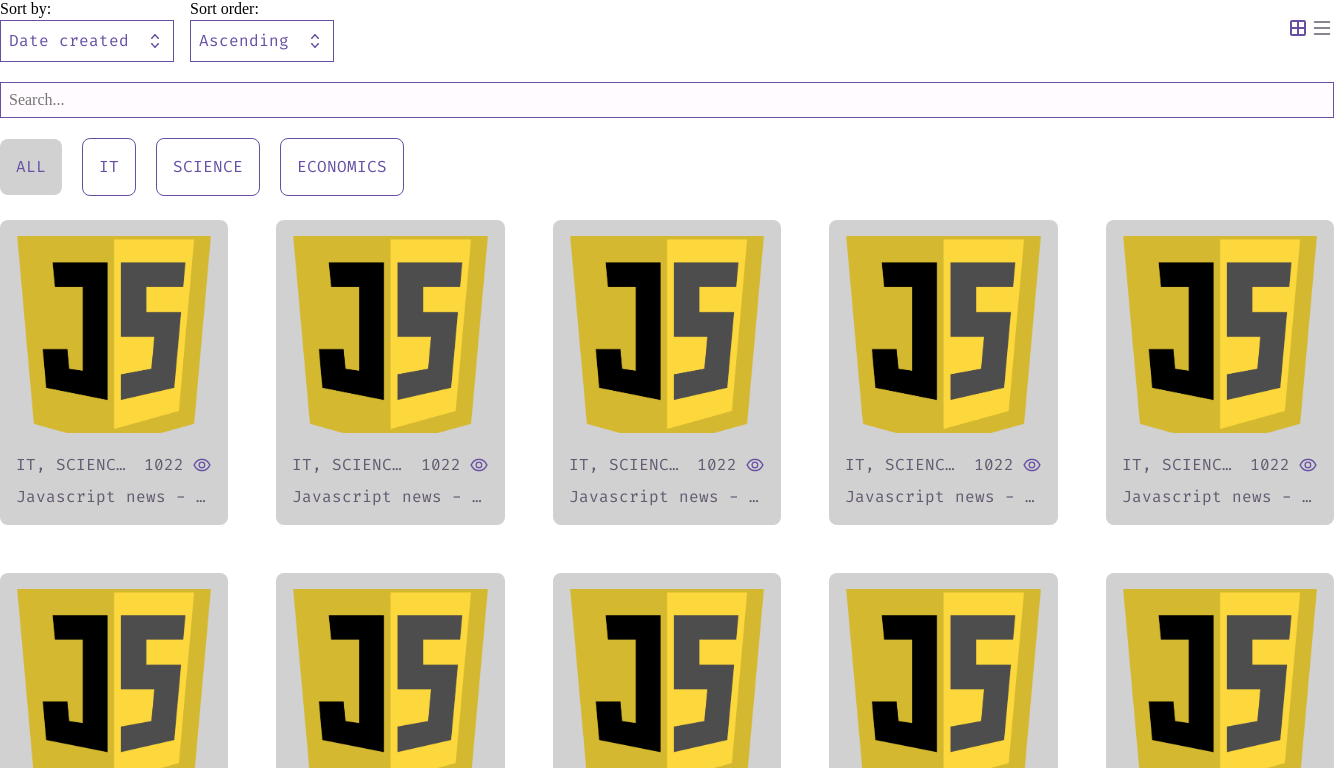 Sort by: Sort order:
Date created Ascending
Search...
ALL IT SCIENCE ECONOMICS
JS JS JS JS JS
IT, SCIENC… 1022 IT, SCIENC… 1022 IT, SCIENC… 1022 IT, SCIENC… 1022 IT, SCIENC… 1022
Javascript news - … Javascript news - … Javascript news - … Javascript news - … Javascript news - …
JS JS JS JS JS